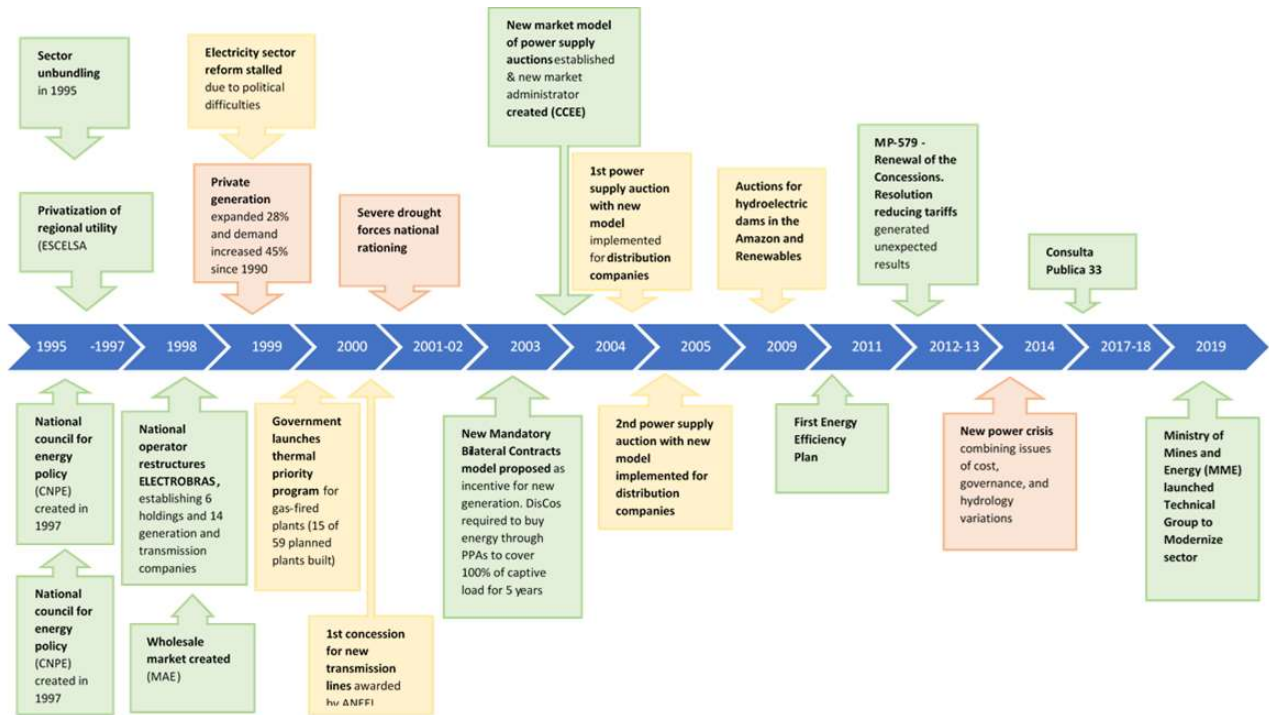 Sector
unbundling
in 1995
Electricity sector
reform stalled
due to political
difficulties
New market model
of power supply
auctions established
& new market
administrator
created (CCEE)
Privatization of
regional utility
(ESCELSA
Private
generation
expanded 28%
and demand
increased 45%
since 1990
Severe drought
forces national
rationing
1st power
supply auction
with new
model
implemented
for distribution
companies
Auctions for
hydroelectric
dams in the
Amazon and
Renewables
MP-579 -
Renewal of the
Concessions.
Resolution
reducing tariffs
generated
unexpected
results
Consulta
Publica 33
1995 -1997 1998 1999 2000 2001-02 2003 2004 2005 2009 2011 2012-13 2014 2017-18 2019
National
council for
energy
policy
(CNPE)
created in
1997
National
operator
restructures
ELECTROBRAS,
establishing 6
holdings and 14
generation and
transmission
companies
Government
launches
thermal
priority
program for
gas-fired
plants (15 of
59 planned
plants built)
New Mandatory
Bilateral Contracts
model proposed as
incentive for new
generation. DisCos
required to buy
energy through
PPAs to cover
100% of captive
load for 5 years
2nd power supply
auction with new
model
implemented for
distribution
companies
First Energy
Efficiency
Plan
New power crisis
combining issues
of cost,
governance, and
hydrology
variations
Ministry of
Mines and
Energy (MME)
launched
Technical
Group to
Modernize
sector
National
council for
energy
policy
(CNPE)
created in
1997
Wholesale
market created
(MAE)
1st concession
for new
transmission
lines awarded
by ANEEL